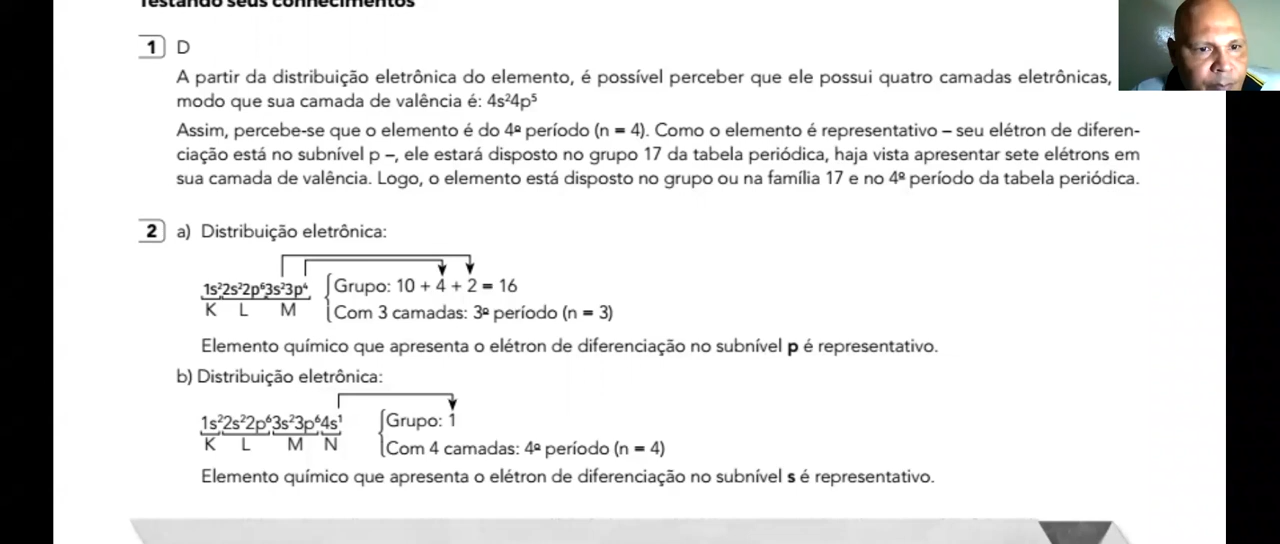 Testando seus conhecimentos
1 D
A partir da distribuição eletrônica do elemento, é possível perceber que ele possui quatro camadas eletrônicas,
modo que sua camada de valência é: 4s²4p⁵
Assim, percebe-se que o elemento é do 4º período (n = 4). Como o elemento é representativo – seu elétron de diferen-
ciação está no subnível p –, ele estará disposto no grupo 17 da tabela periódica, haja vista apresentar sete elétrons em
sua camada de valência. Logo, o elemento está disposto no grupo ou na família 17 e no 4º período da tabela periódica.
2 a) Distribuição eletrônica:
1s²2s²2p⁶3s²3p⁴ Grupo: 10 + 4 + 2 = 16
K L M Com 3 camadas: 3º período (n = 3)
Elemento químico que apresenta o elétron de diferenciação no subnível p é representativo.
b) Distribuição eletrônica:
1s²2s²2p⁶3s²3p⁶4s¹ Grupo: 1
K L M N Com 4 camadas: 4º período (n = 4)
Elemento químico que apresenta o elétron de diferenciação no subnível s é representativo.